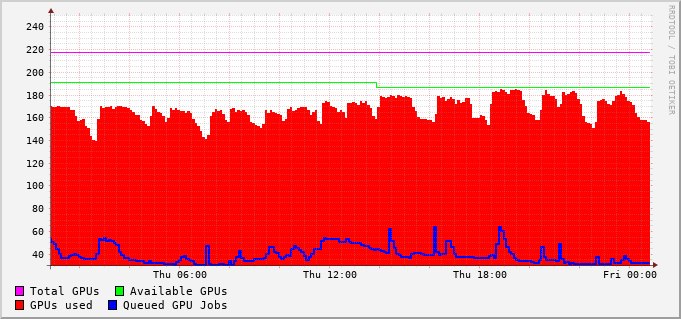 RRDTOOL / TOBI OETIKER
240
220
200
180
160
140
120
100
80
60
40
Thu 06:00 Thu 12:00 Thu 18:00 Fri 00:00
Total GPUs Available GPUs
GPUs used Queued GPU Jobs